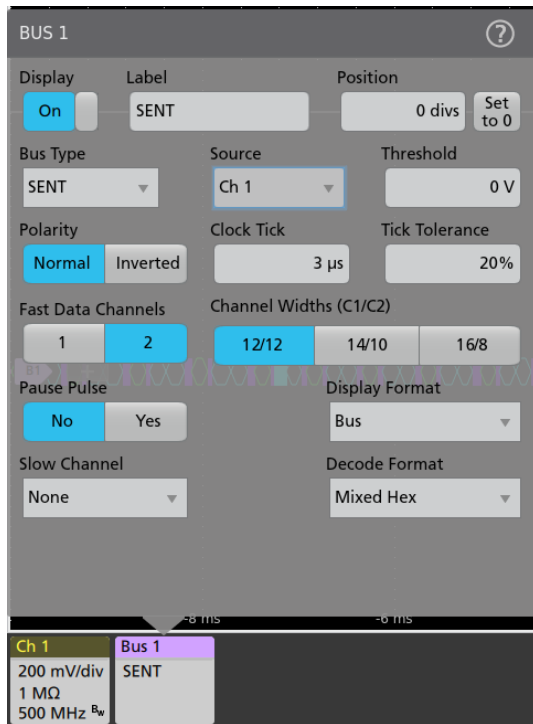 BUS 1
?
Display Label Position
On SENT 0 divs Set to 0
Bus Type Source Threshold
SENT Ch 1 0 V
Polarity Clock Tick Tick Tolerance
Normal Inverted 3 µs 20%
Fast Data Channels Channel Widths (C1/C2)
1 2 12/12 14/10 16/8
B1
Pause Pulse Display Format
No Yes Bus
Slow Channel Decode Format
None Mixed Hex
-8 ms -6 ms
Ch 1 Bus 1
200 mV/div SENT
1 MΩ
500 MHz Bw